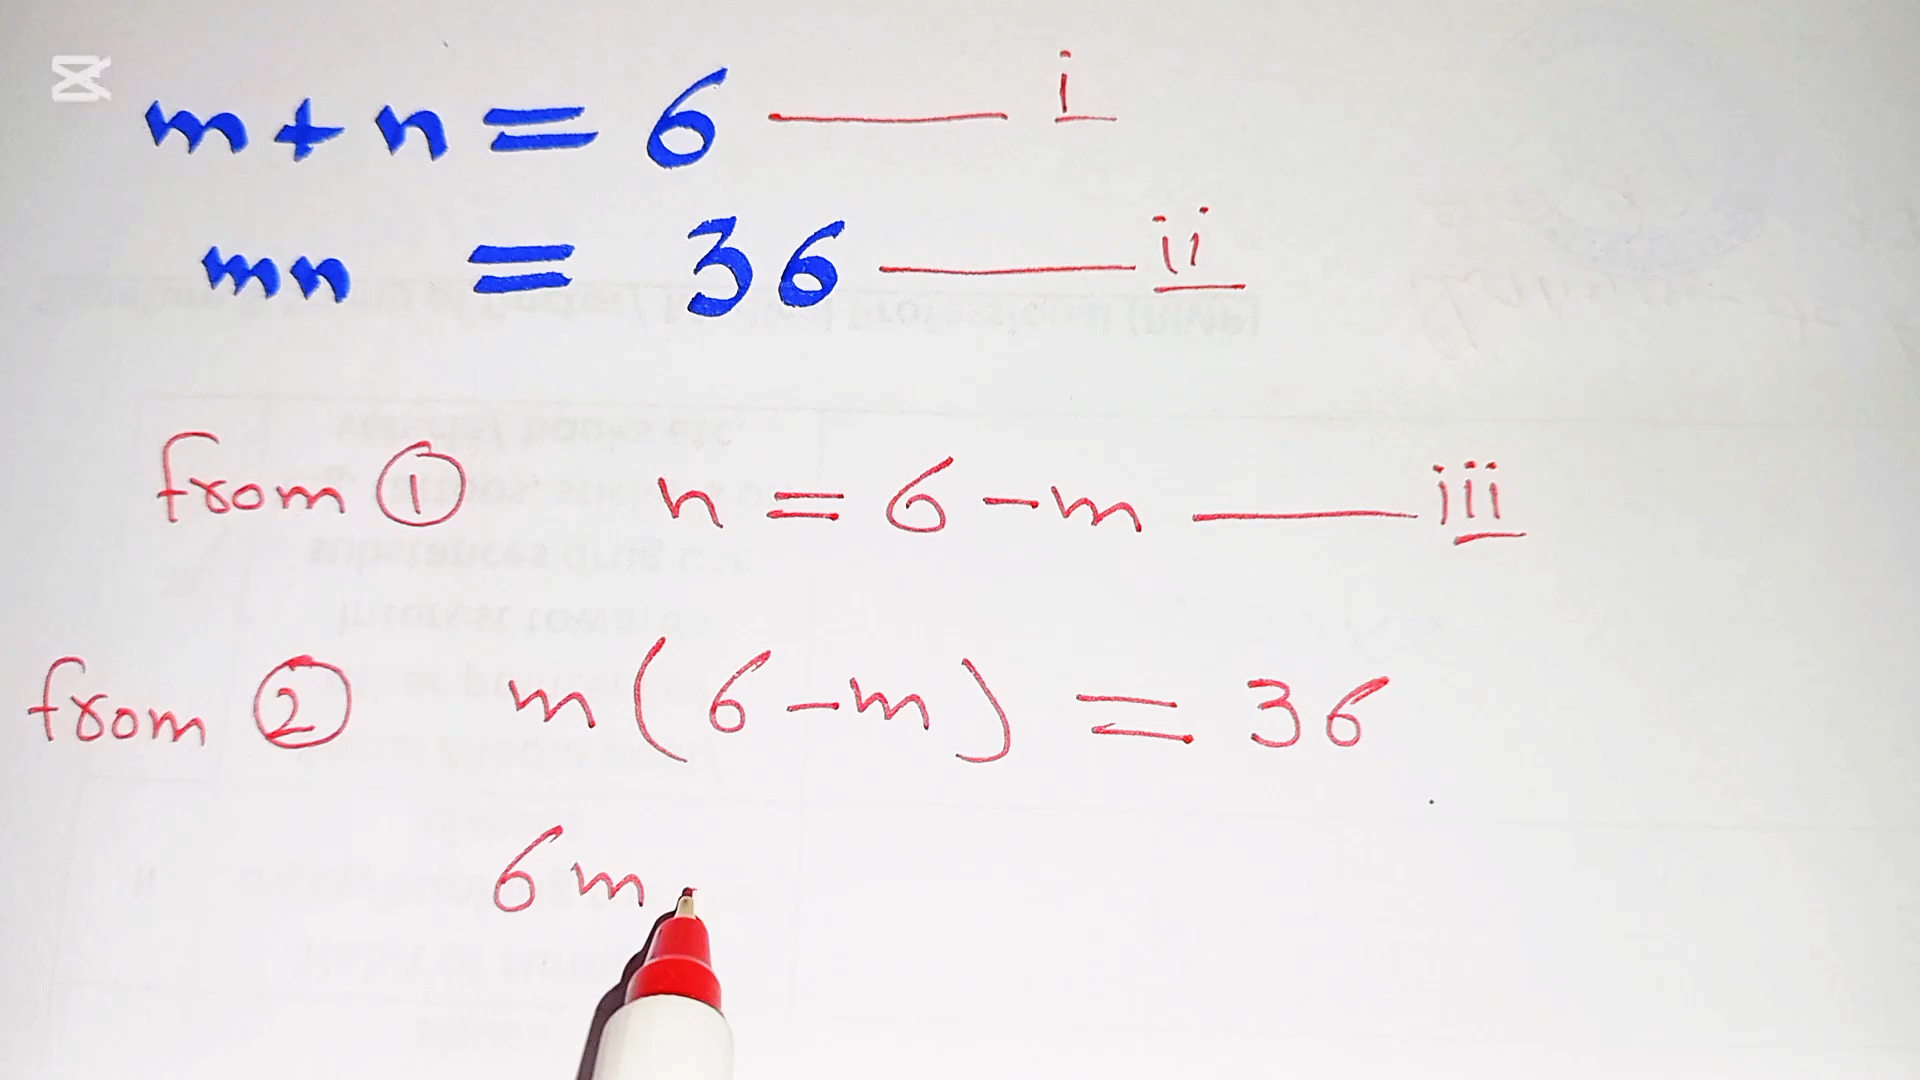 m + n = 6 —— i
mn = 36 —— ii
from ① n = 6 - m —— iii
from ② m(6 - m) = 36
6m